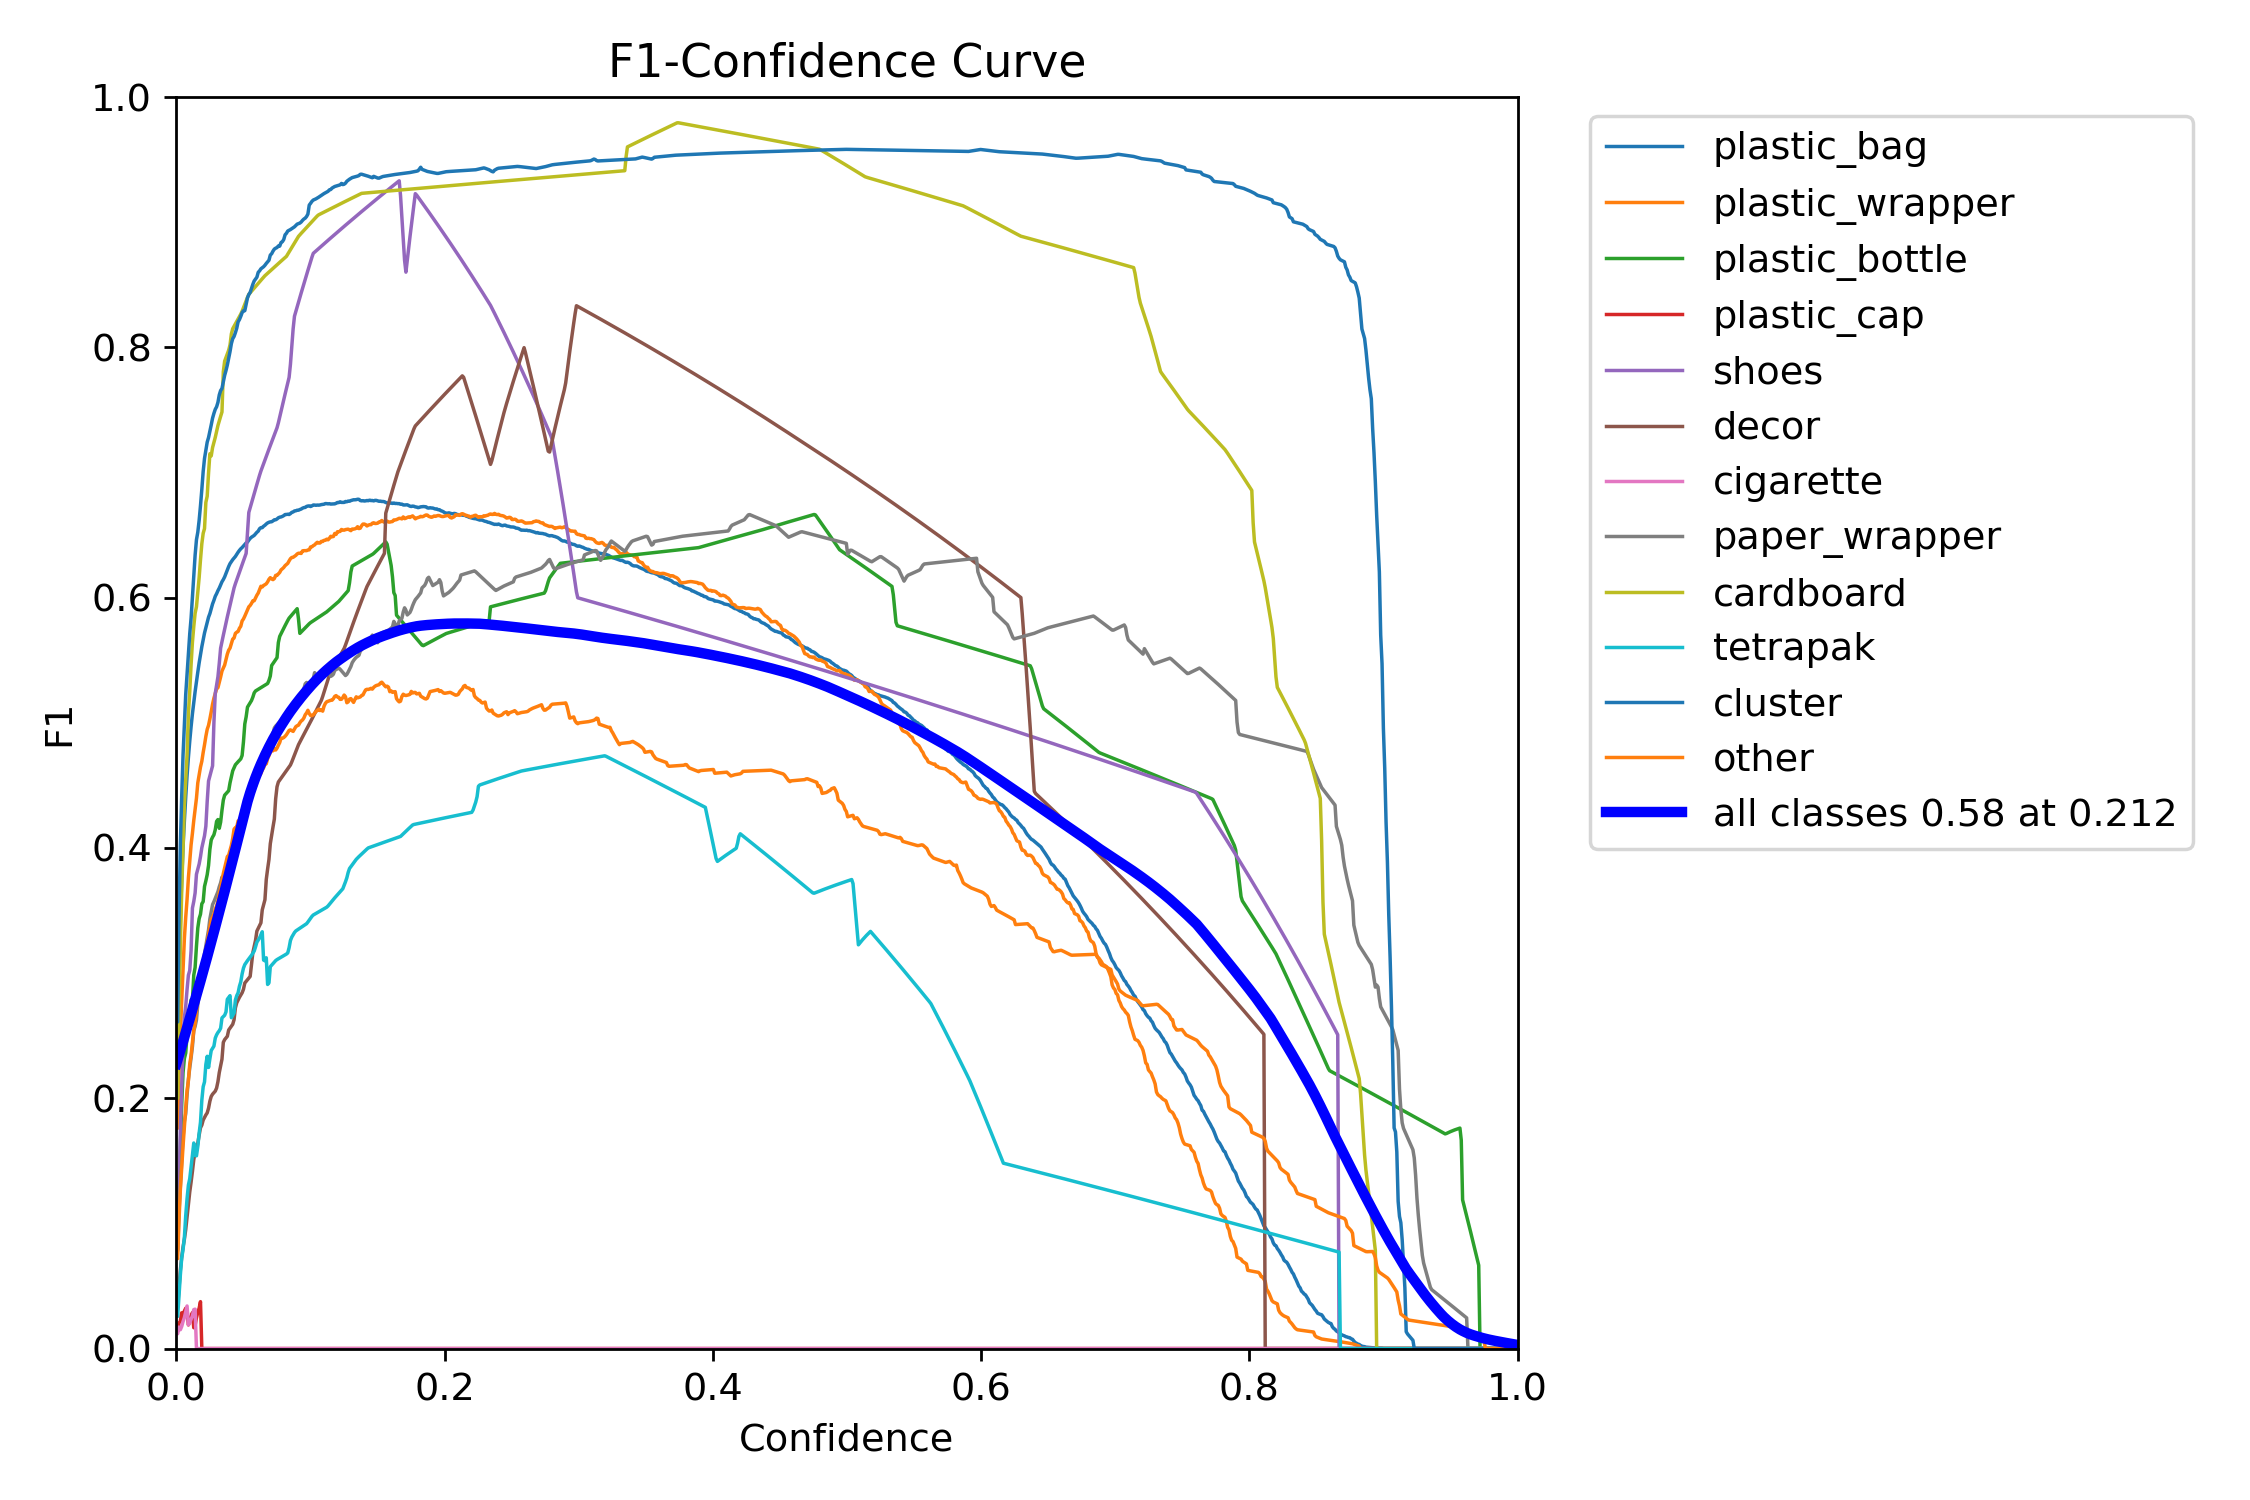 F1-Confidence Curve
1.0
0.8
0.6
0.4
0.2
0.0
F1
0.0 0.2 0.4 0.6 0.8 1.0
Confidence
plastic_bag
plastic_wrapper
plastic_bottle
plastic_cap
shoes
decor
cigarette
paper_wrapper
cardboard
tetrapak
cluster
other
all classes 0.58 at 0.212